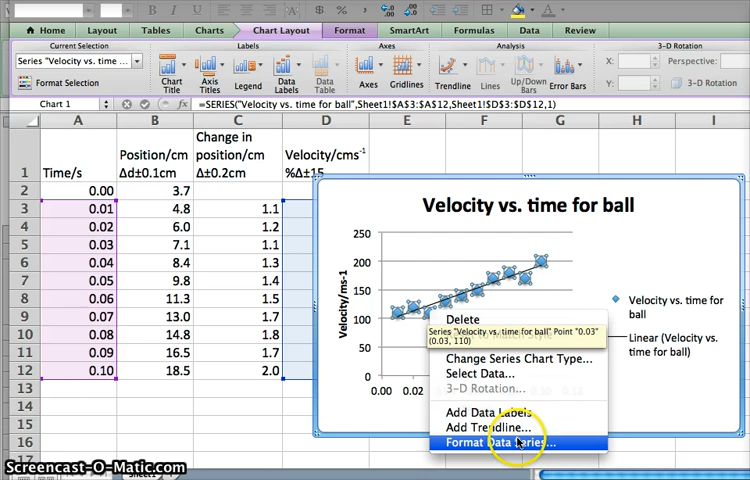 Home Layout Tables Charts Chart Layout Format SmartArt Formulas Data Review
Current Selection Labels Axes Analysis 3-D Rotation
Series "Velocity vs. time ...
Format Selection
Chart Title Axis Titles Legend Data Labels Data Table Axes Gridlines Trendline Lines Up/Down Bars Error Bars
X: Perspective:
Y: 3-D Rotation
Chart 1 fx =SERIES("Velocity vs. time for ball",Sheet1!$A$3:$A$12,Sheet1!$D$3:$D$12,1)
A B C D E F G H I
1 Time/s Position/cm Δd±0.1cm Change in position/cm Δ±0.2cm Velocity/cms-1 %Δ±15
2 0.00 3.7
3 0.01 4.8 1.1
4 0.02 6.0 1.2
5 0.03 7.1 1.1
6 0.04 8.4 1.3
7 0.05 9.8 1.4
8 0.06 11.3 1.5
9 0.07 13.0 1.7
10 0.08 14.8 1.8
11 0.09 16.5 1.7
12 0.10 18.5 2.0
13
14
15
16
Velocity vs. time for ball
Velocity/ms-1
250
200
150
100
50
0
0.00 0.02
Velocity vs. time for
ball
Linear (Velocity vs.
time for ball)
Delete
Series "Velocity vs. time for ball" Point "0.03"
(0.03, 110)
Change Series Chart Type...
Select Data...
3-D Rotation...
Add Data Labels
Add Trendline...
Format Data Series...
Screencast-O-Matic.com
Sheet1